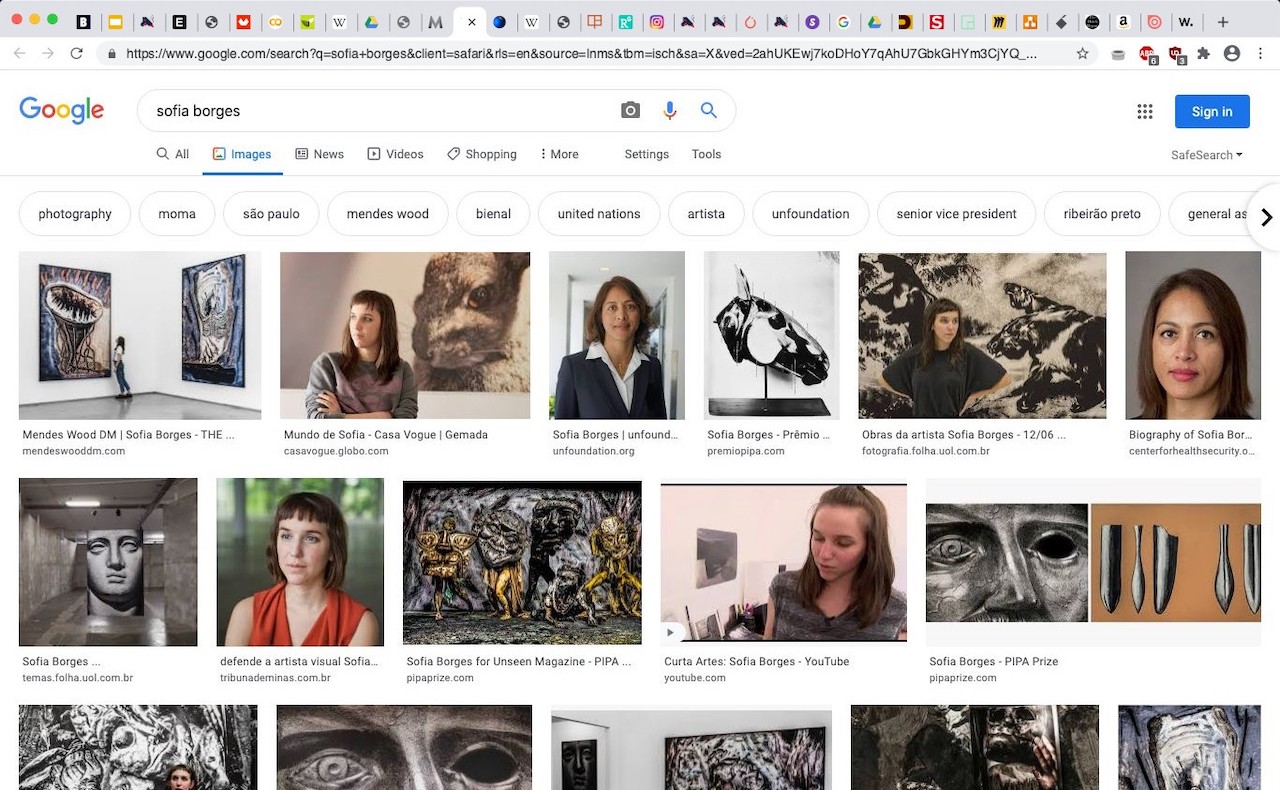 https://www.google.com/search?q=sofia+borges&client=safari&rls=en&source=lnms&tbm=isch&sa=X&ved=2ahUKEwj7koDHoY7qAhU7GbkGHYm3CjYQ_...
Google
sofia borges
Sign in
All Images News Videos Shopping More Settings Tools
SafeSearch
photography moma são paulo mendes wood bienal united nations artista unfoundation senior vice president ribeirão preto general as
Mendes Wood DM | Sofia Borges - THE ...
mendeswooddm.com
Mundo de Sofia - Casa Vogue | Gemada
casavogue.globo.com
Sofia Borges | unfound...
unfoundation.org
Sofia Borges - Prêmio ...
premiopipa.com
Obras da artista Sofia Borges - 12/06 ...
fotografia.folha.uol.com.br
Biography of Sofia Bor...
centerforhealthsecurity.o...
Sofia Borges ...
temas.folha.uol.com.br
defende a artista visual Sofia...
tribunademinas.com.br
Sofia Borges for Unseen Magazine - PIPA ...
pipaprize.com
Curta Artes: Sofia Borges - YouTube
youtube.com
Sofia Borges - PIPA Prize
pipaprize.com